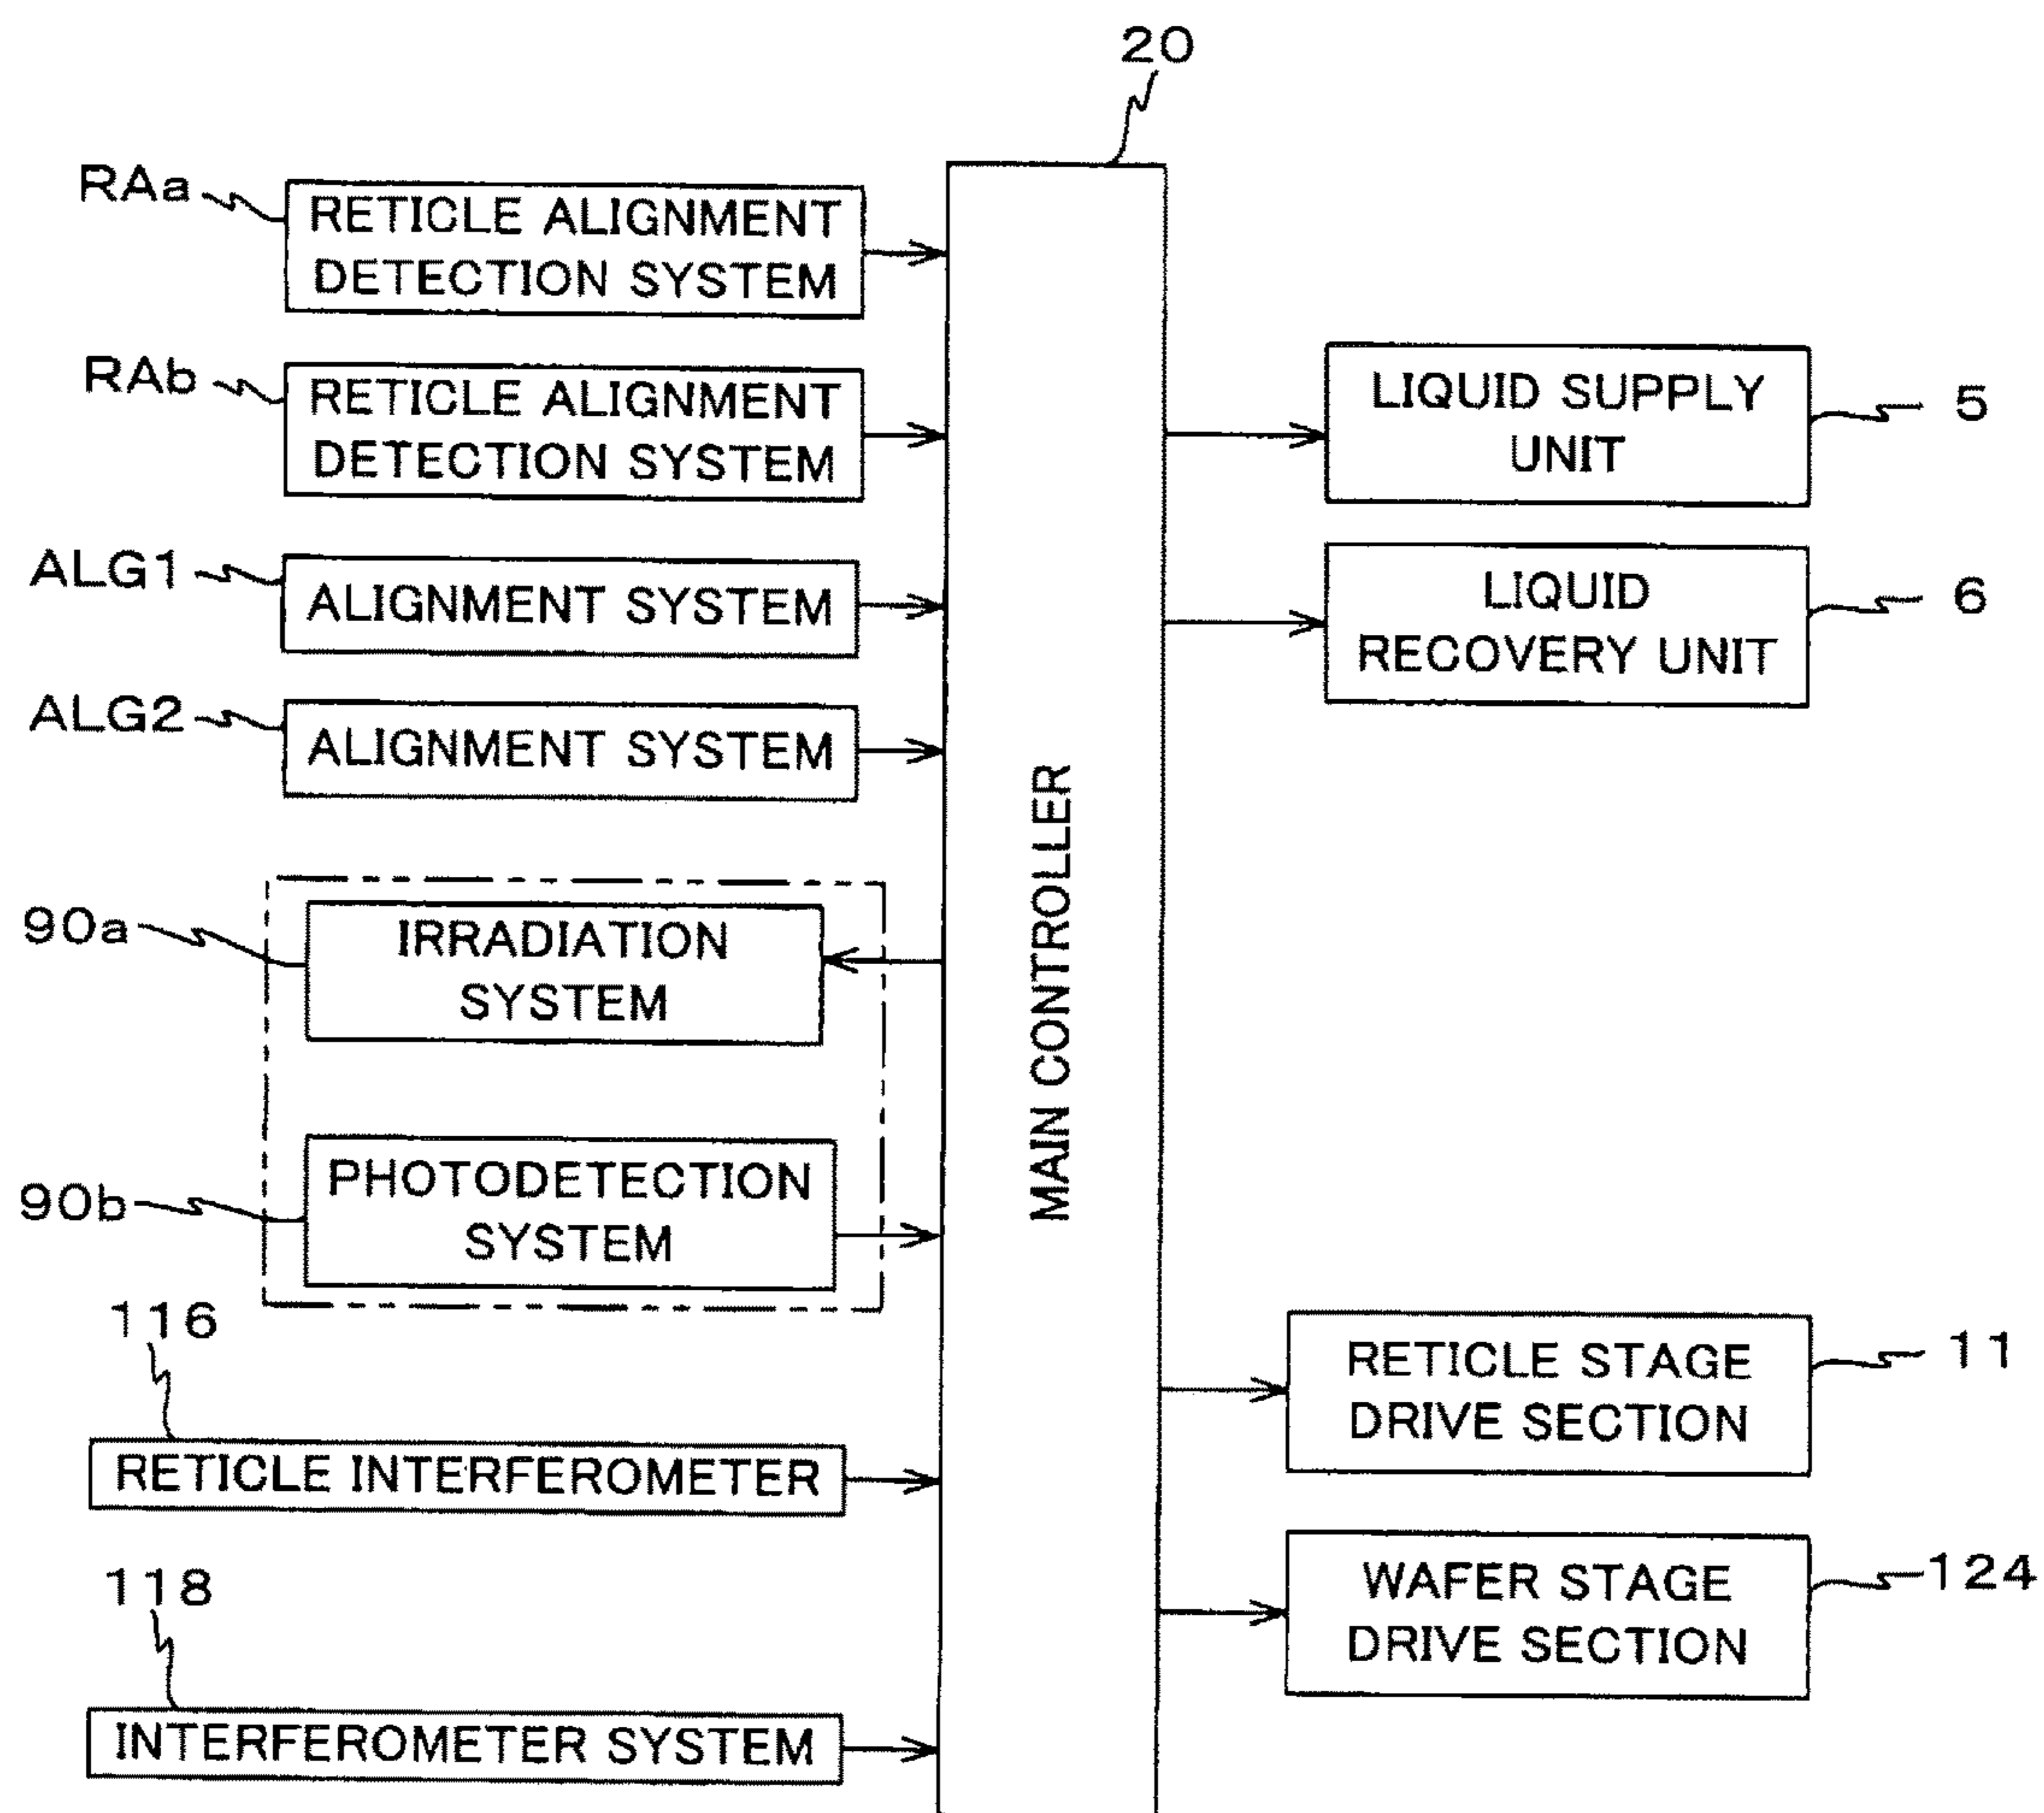 20
RAa
RETICLE ALIGNMENT
DETECTION SYSTEM
RAb
RETICLE ALIGNMENT
DETECTION SYSTEM
LIQUID SUPPLY
UNIT
5
ALG1
ALIGNMENT SYSTEM
LIQUID
RECOVERY UNIT
6
ALG2
ALIGNMENT SYSTEM
MAIN CONTROLLER
90a
IRRADIATION
SYSTEM
90b
PHOTODETECTION
SYSTEM
116
RETICLE INTERFEROMETER
RETICLE STAGE
DRIVE SECTION
11
118
INTERFEROMETER SYSTEM
WAFER STAGE
DRIVE SECTION
124